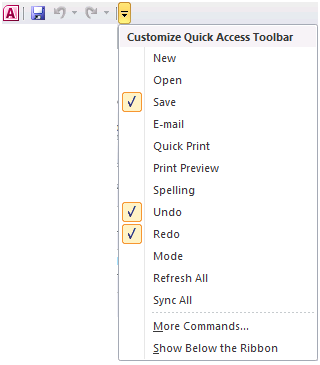 A
Customize Quick Access Toolbar
New
Open
Save
E-mail
Quick Print
Print Preview
Spelling
Undo
Redo
Mode
Refresh All
Sync All
More Commands...
Show Below the Ribbon